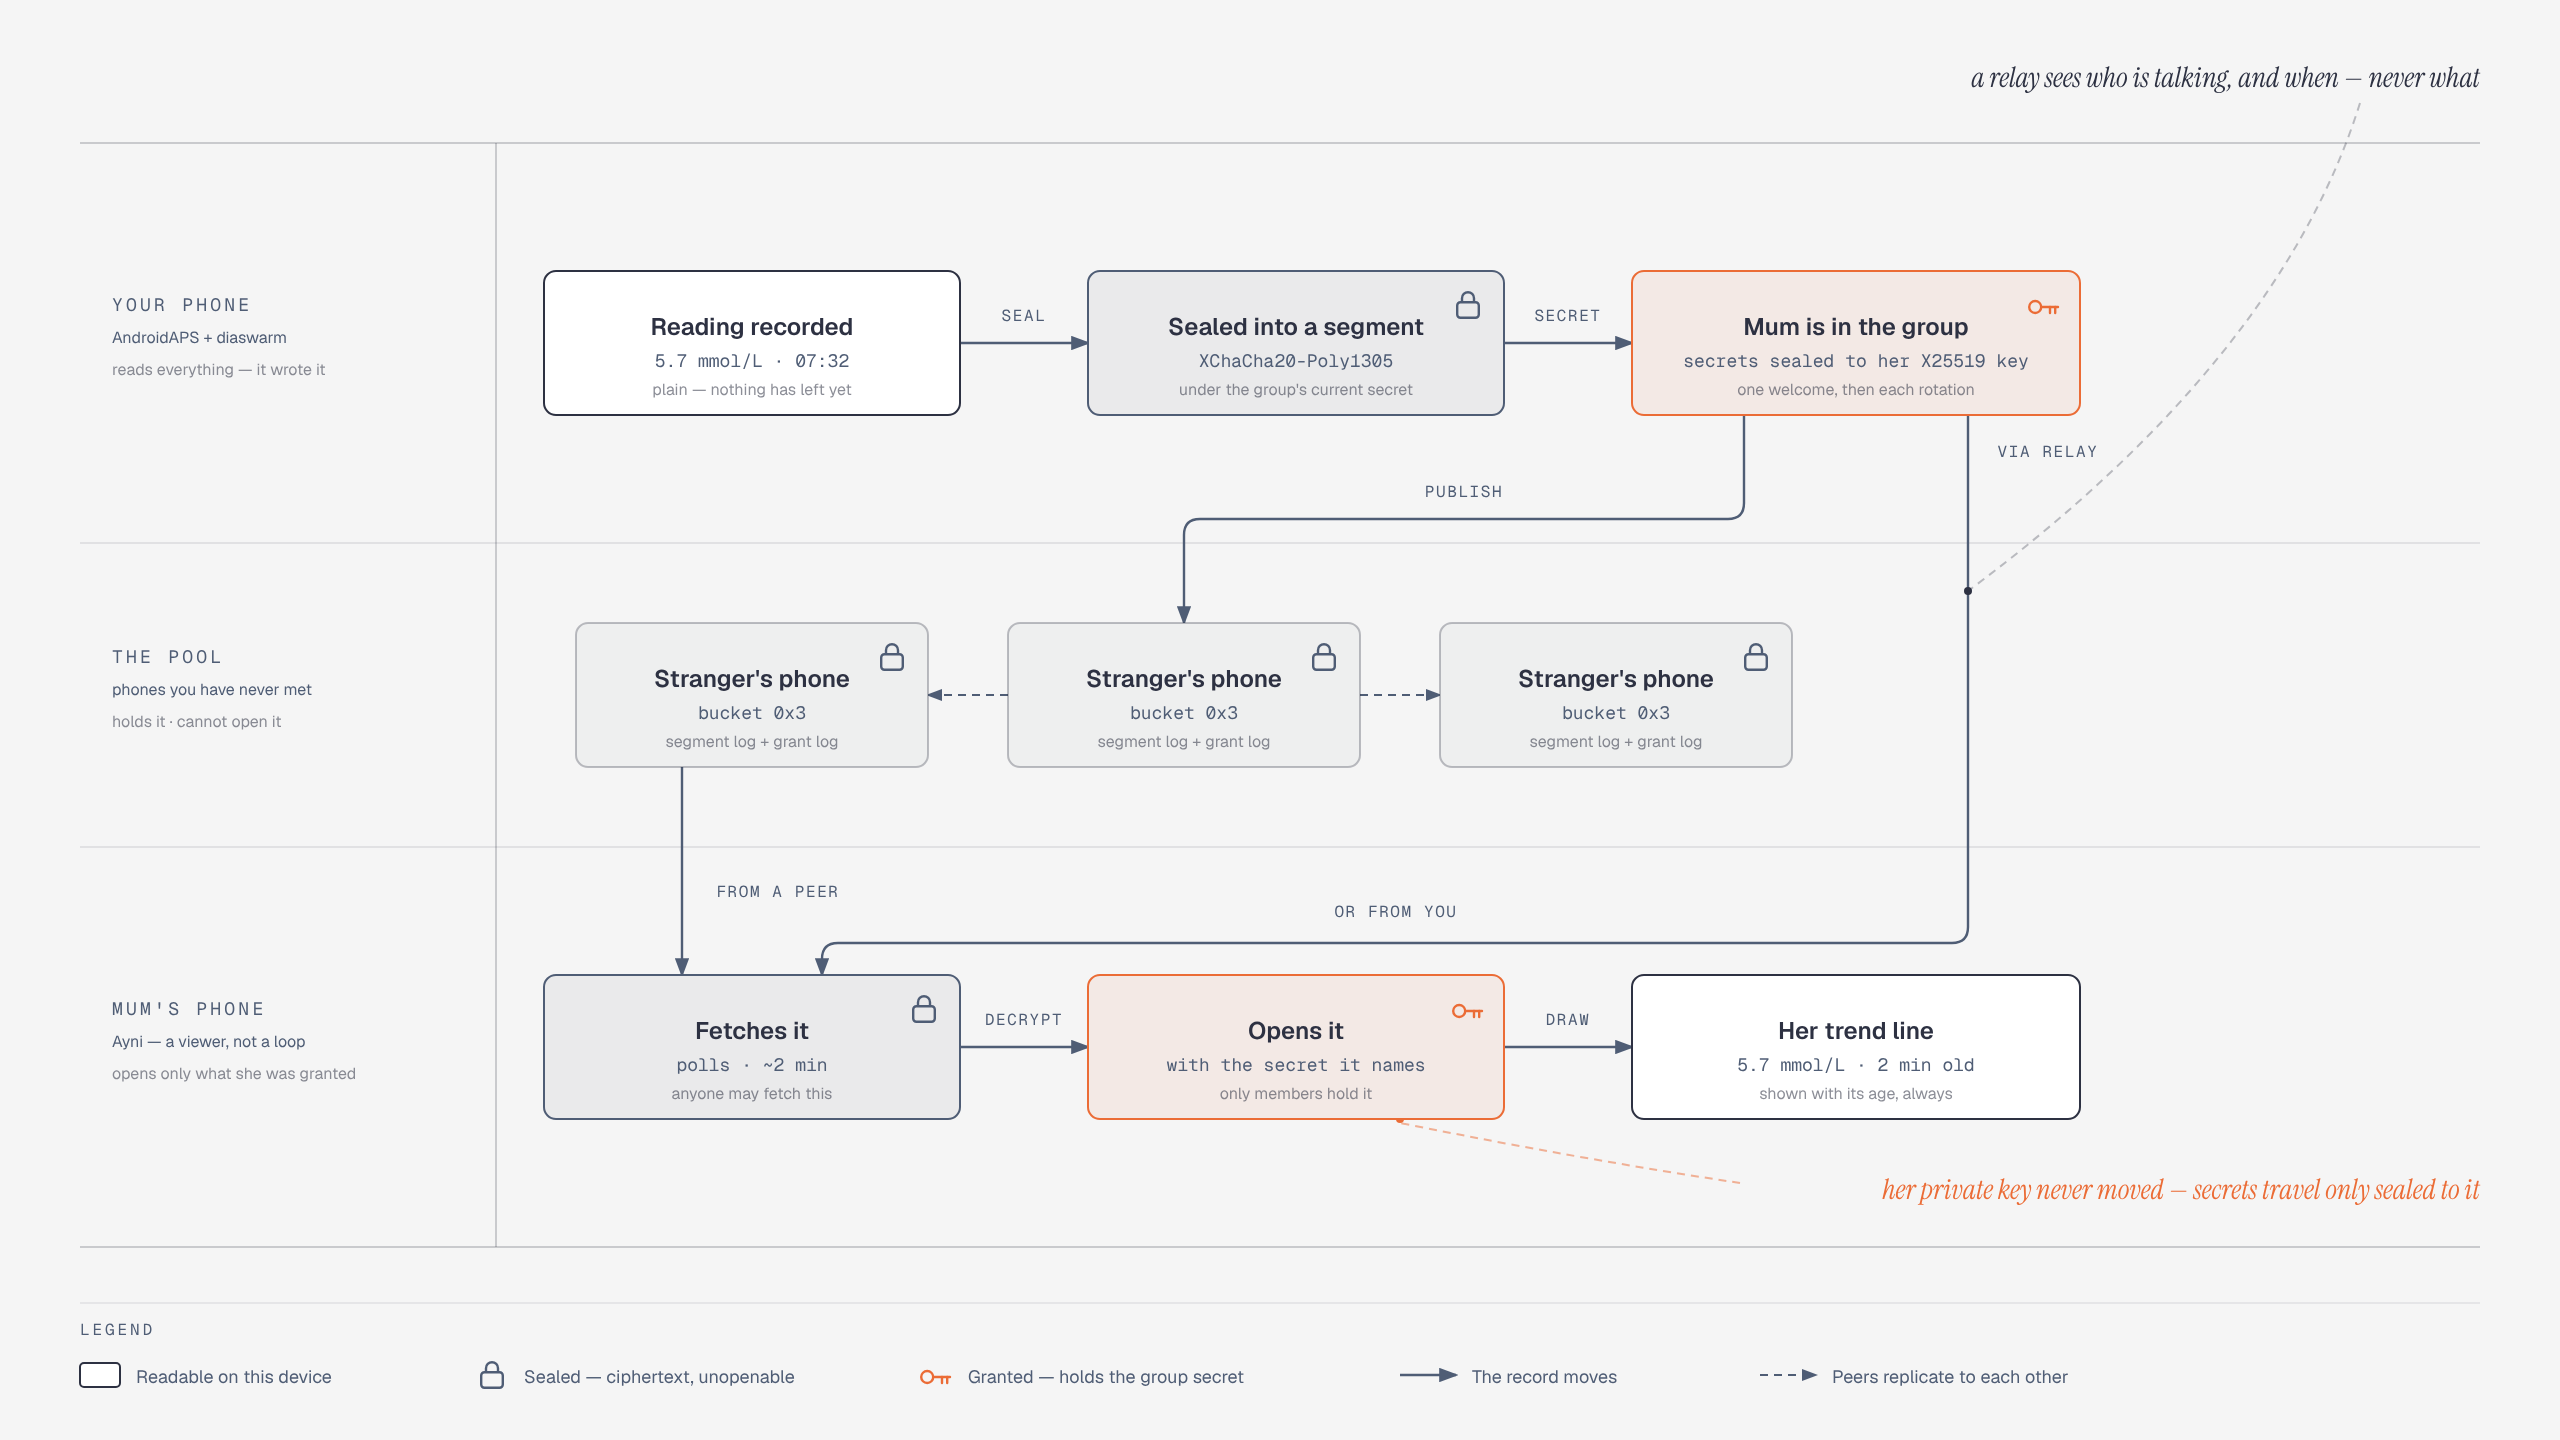 a relay sees who is talking, and when — never what
YOUR PHONE
AndroidAPS + diaswarm
reads everything — it wrote it
Reading recorded
5.7 mmol/L · 07:32
plain — nothing has left yet
SEAL
Sealed into a segment
XChaCha20-Poly1305
under the group's current secret
SECRET
Mum is in the group
secrets sealed to her X25519 key
one welcome, then each rotation
VIA RELAY
PUBLISH
THE POOL
phones you have never met
holds it · cannot open it
Stranger's phone
bucket 0x3
segment log + grant log
Stranger's phone
bucket 0x3
segment log + grant log
Stranger's phone
bucket 0x3
segment log + grant log
FROM A PEER
OR FROM YOU
MUM'S PHONE
Ayni — a viewer, not a loop
opens only what she was granted
Fetches it
polls · ~2 min
anyone may fetch this
DECRYPT
Opens it
with the secret it names
only members hold it
DRAW
Her trend line
5.7 mmol/L · 2 min old
shown with its age, always
her private key never moved — secrets travel only sealed to it
LEGEND
Readable on this device
Sealed — ciphertext, unopenable
Granted — holds the group secret
The record moves
Peers replicate to each other